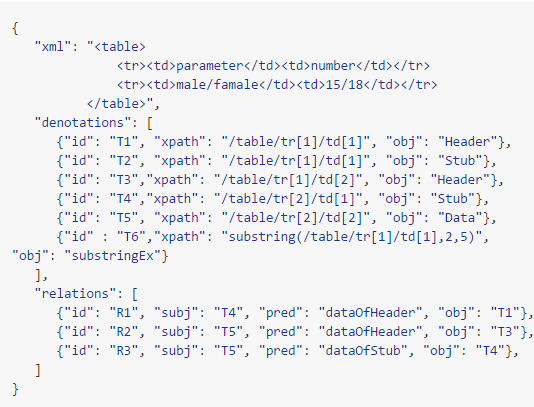 {
"xml": "<table>
<tr><td>parameter</td><td>number</td></tr>
<tr><td>male/famale</td><td>15/18</td></tr>
</table>",
"denotations": [
{"id": "T1", "xpath": "/table/tr[1]/td[1]", "obj": "Header"},
{"id": "T2", "xpath": "/table/tr[1]/td[1]", "obj": "Stub"},
{"id": "T3","xpath": "/table/tr[1]/td[2]", "obj": "Header"},
{"id": "T4","xpath": "/table/tr[2]/td[1]", "obj": "Stub"},
{"id": "T5", "xpath": "/table/tr[2]/td[2]", "obj": "Data"},
{"id" : "T6","xpath": "substring(/table/tr[1]/td[1],2,5)",
"obj": "substringEx"}
],
"relations": [
{"id": "R1", "subj": "T4", "pred": "dataOfHeader", "obj": "T1"},
{"id": "R2", "subj": "T5", "pred": "dataOfHeader", "obj": "T3"},
{"id": "R3", "subj": "T5", "pred": "dataOfStub", "obj": "T4"},
]
}